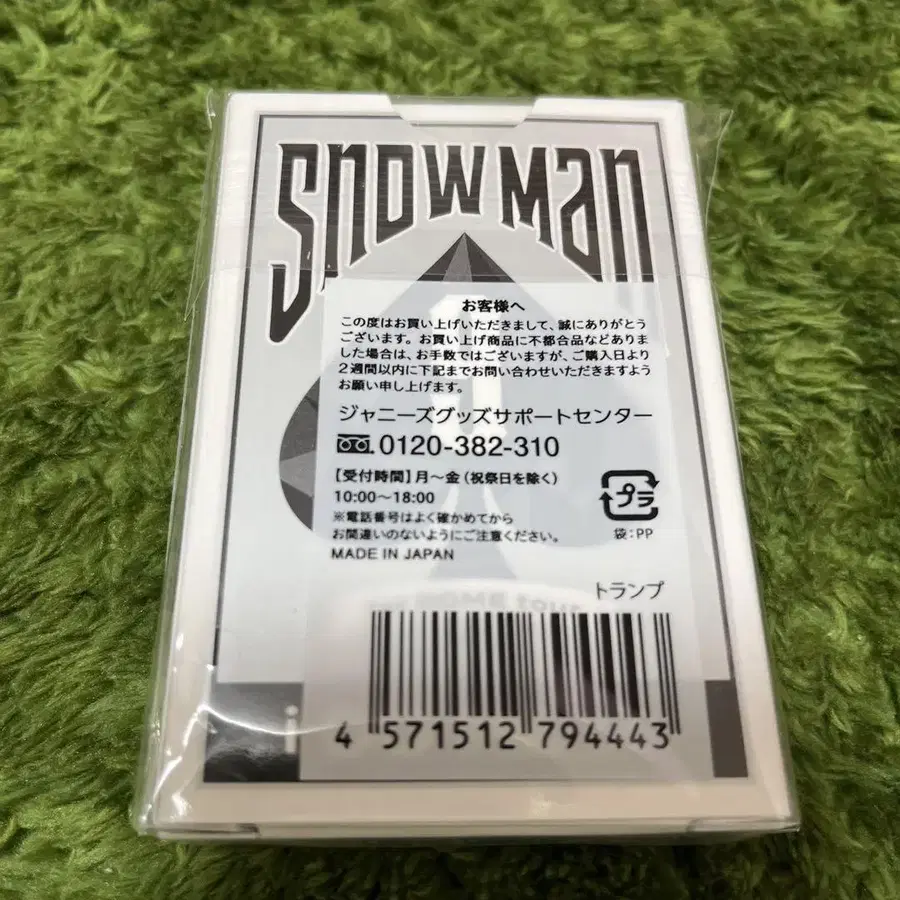 SNOWMAN
お客様へ
この度はお買い上げいただきまして、誠にありがとう
ございます。お買い上げ商品に不都合品などありま
した場合は、お手数ではございますが、ご購入日より
2週間以内に下記までお問い合わせいただきますよう
お願い申し上げます。
ジャニーズグッズサポートセンター
0120-382-310
【受付時間】月〜金(祝祭日を除く)
10:00〜18:00
※電話番号はよく確かめてから
お間違いのないようにご注意ください。
MADE IN JAPAN
プラ
袋:PP
トランプ
4 571512 794443